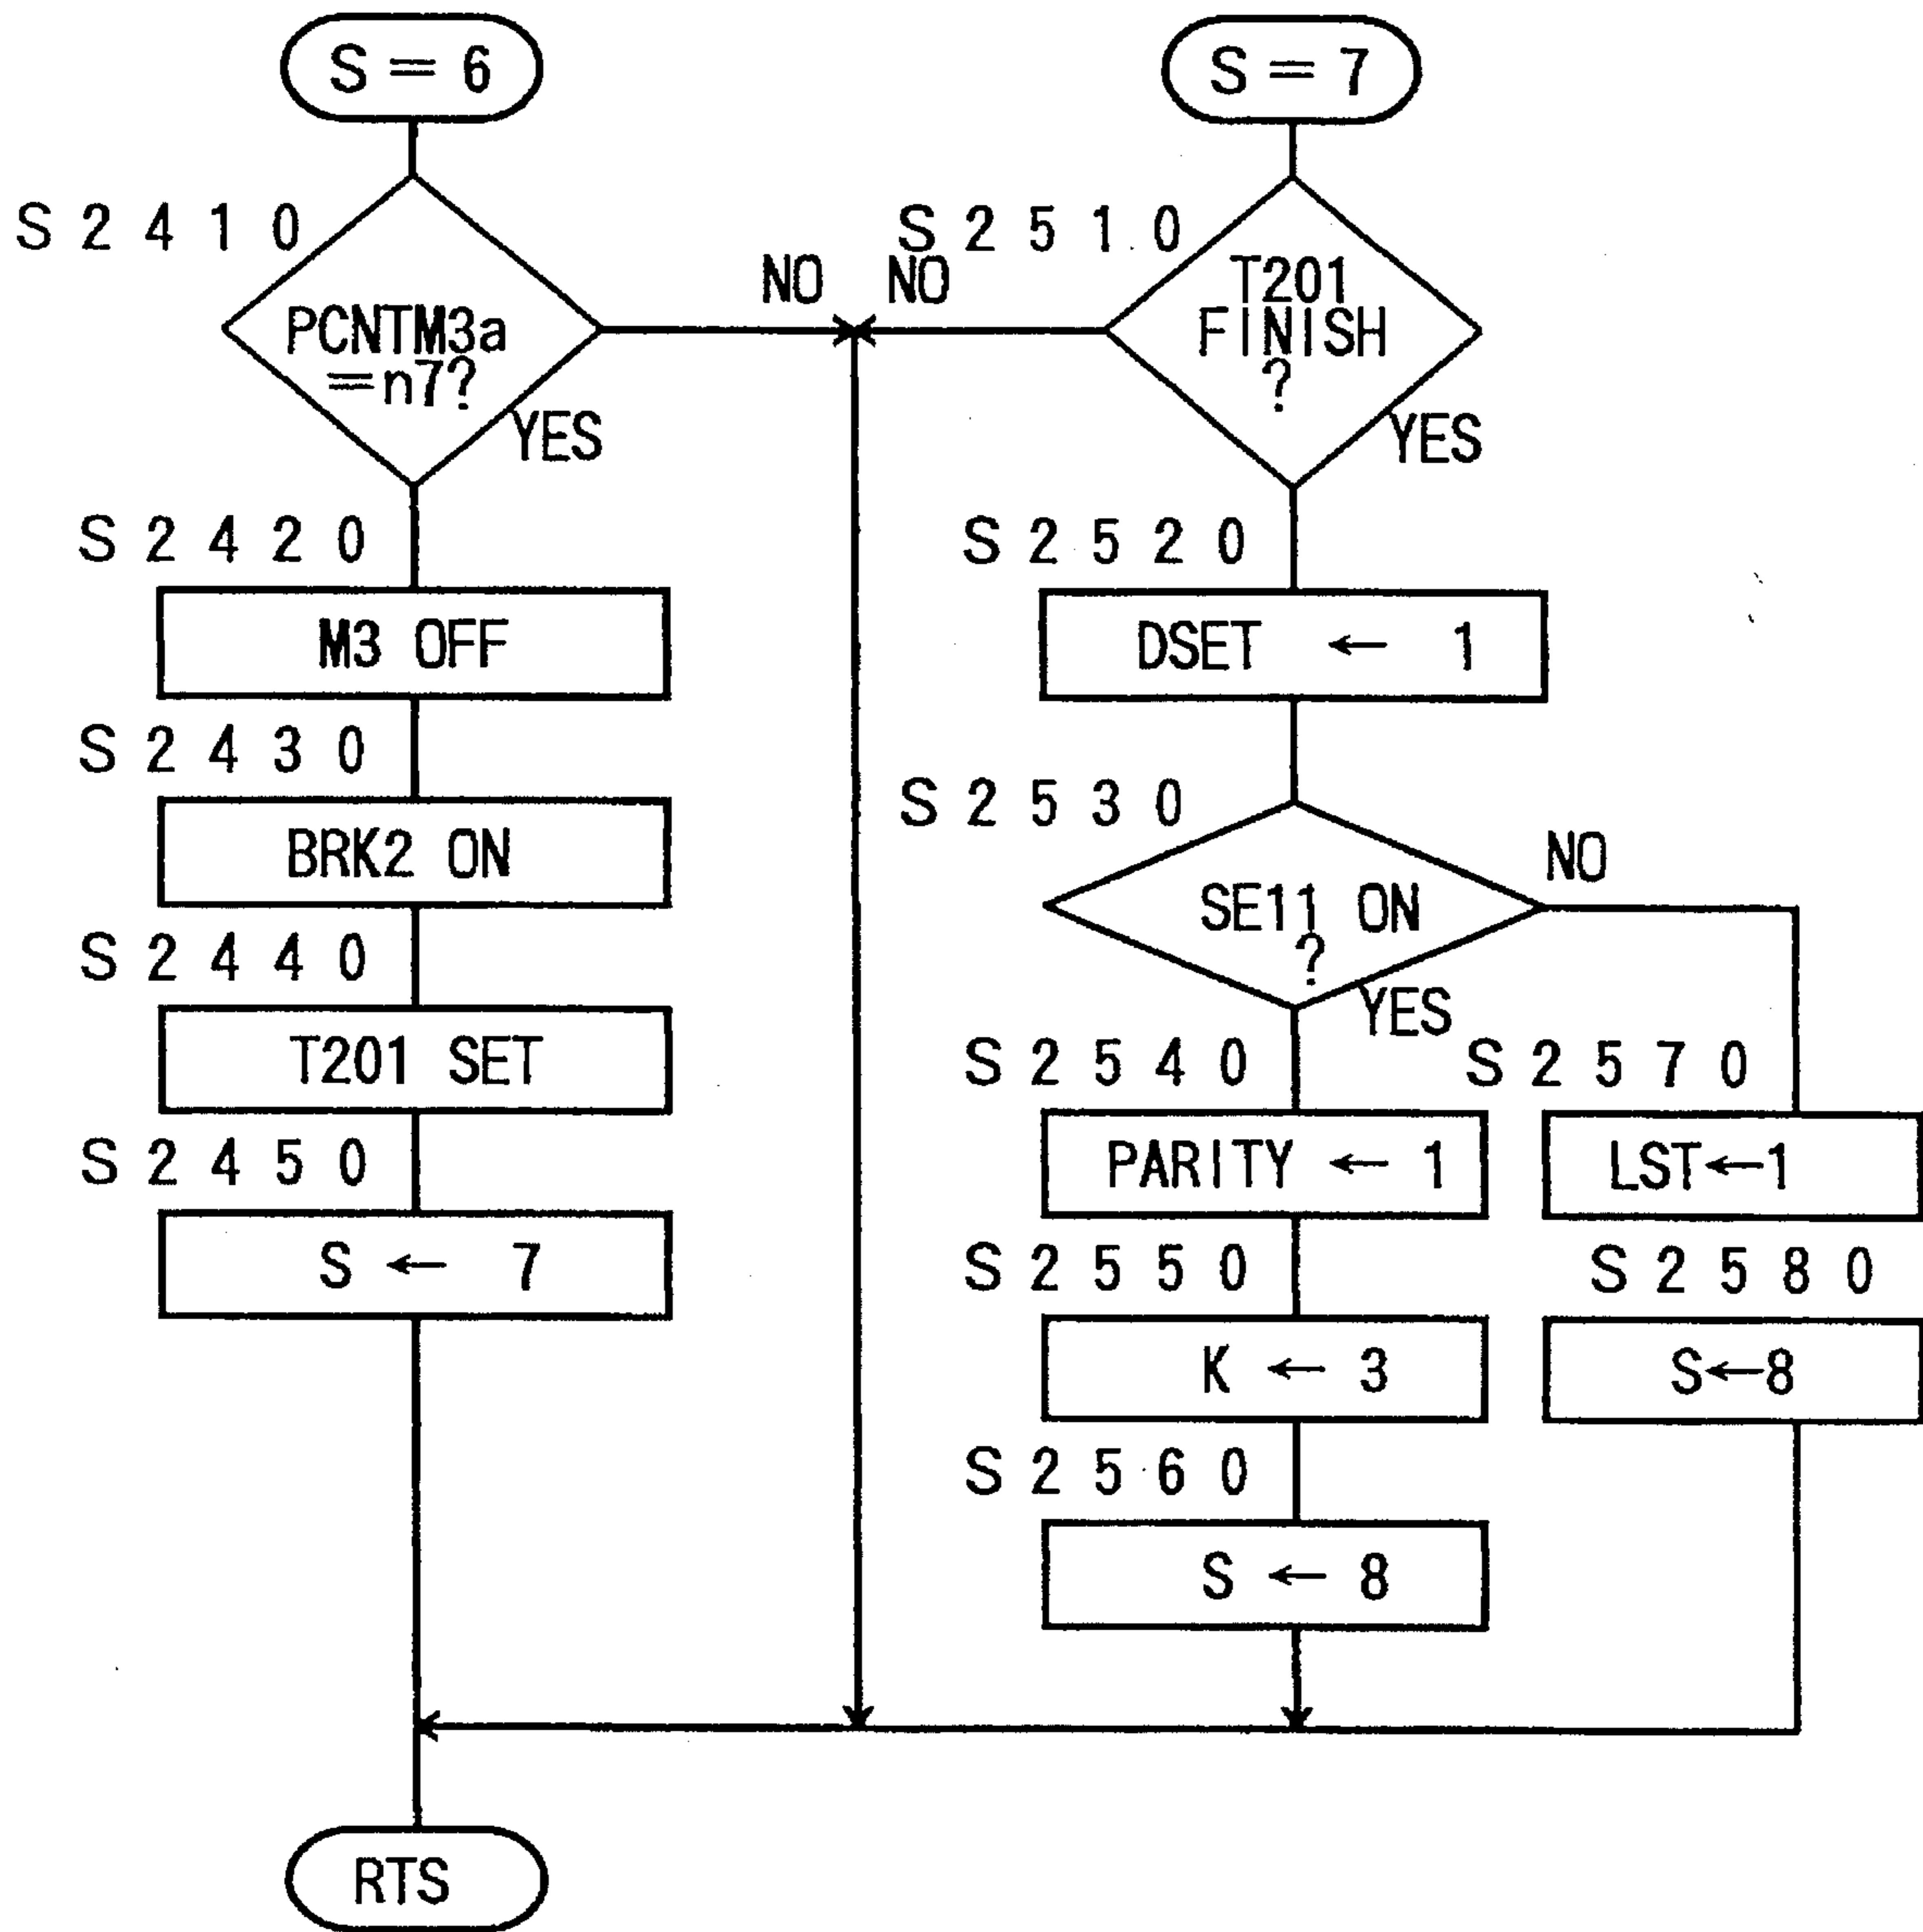 S = 6
S 2 4 1 0
PCNTM3a
=n7?
NO
YES
S 2 4 2 0
M3 OFF
S 2 4 3 0
BRK2 ON
S 2 4 4 0
T201 SET
S 2 4 5 0
S ← 7
RTS
S = 7
S 2 5 1 0
NO
T201
FINISH
?
YES
S 2 5 2 0
DSET ← 1
S 2 5 3 0
SE11 ON
?
NO
YES
S 2 5 4 0
PARITY ← 1
S 2 5 5 0
K ← 3
S 2 5 6 0
S ← 8
S 2 5 7 0
LST←1
S 2 5 8 0
S←8